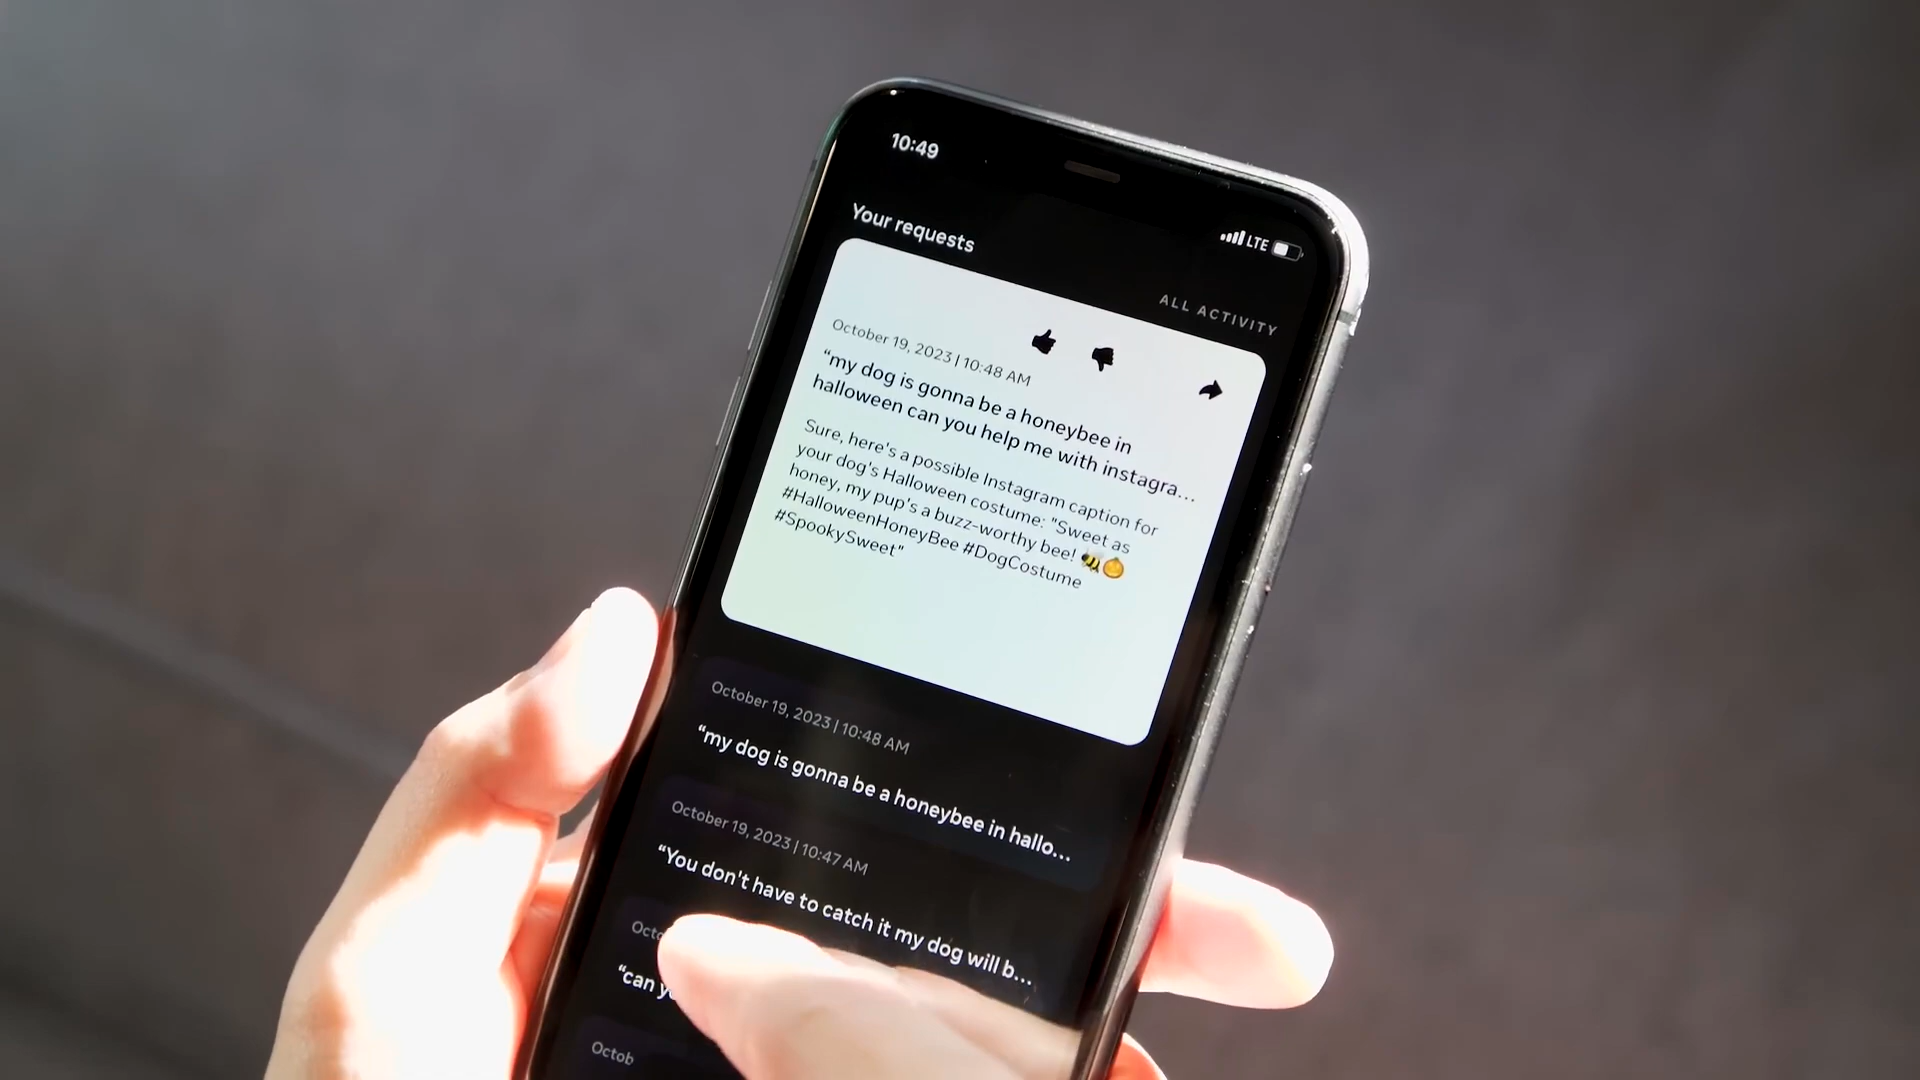 10:49
LTE
Your requests
ALL ACTIVITY
October 19, 2023 | 10:48 AM
“my dog is gonna be a honeybee in
halloween can you help me with instagra...
Sure, here's a possible Instagram caption for
your dog's Halloween costume: "Sweet as
honey, my pup's a buzz-worthy bee! 🐝🎃
#HalloweenHoneyBee #DogCostume
#SpookySweet"
October 19, 2023 | 10:48 AM
“my dog is gonna be a honeybee in hallo...
October 19, 2023 | 10:47 AM
“You don't have to catch it my dog will b...
Octo
“can y
Octob